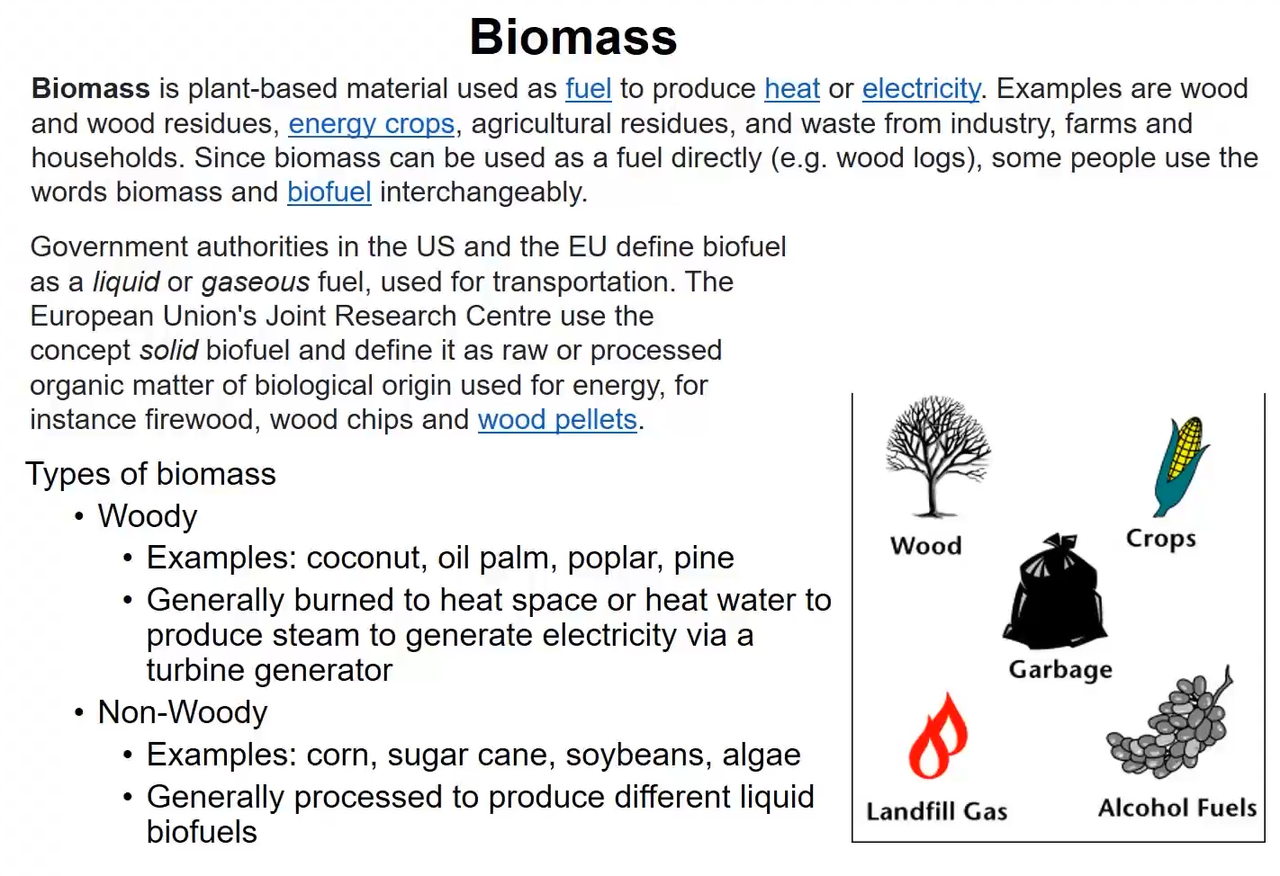 Biomass
Biomass is plant-based material used as fuel to produce heat or electricity. Examples are wood
and wood residues, energy crops, agricultural residues, and waste from industry, farms and
households. Since biomass can be used as a fuel directly (e.g. wood logs), some people use the
words biomass and biofuel interchangeably.
Government authorities in the US and the EU define biofuel
as a liquid or gaseous fuel, used for transportation. The
European Union's Joint Research Centre use the
concept solid biofuel and define it as raw or processed
organic matter of biological origin used for energy, for
instance firewood, wood chips and wood pellets.
Types of biomass
• Woody
• Examples: coconut, oil palm, poplar, pine
• Generally burned to heat space or heat water to
produce steam to generate electricity via a
turbine generator
• Non-Woody
• Examples: corn, sugar cane, soybeans, algae
• Generally processed to produce different liquid
biofuels
Wood
Crops
Garbage
Landfill Gas
Alcohol Fuels